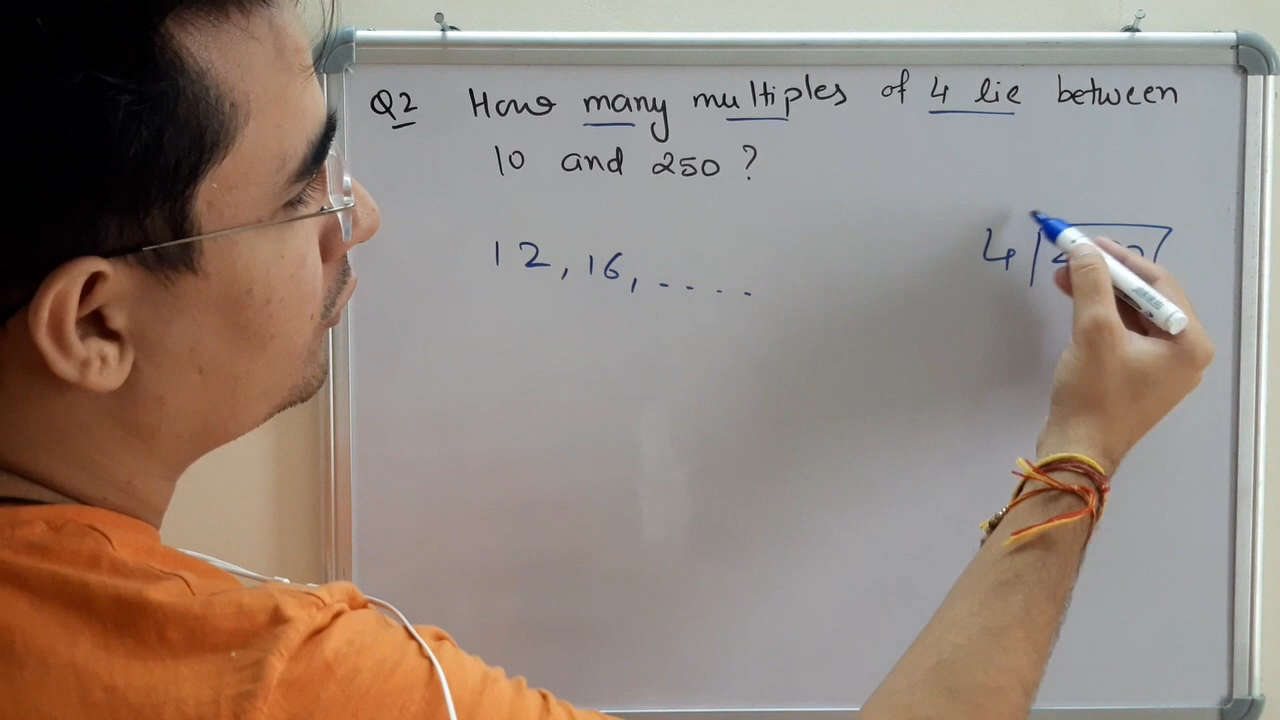 Q2 How many multiples of 4 lie between
10 and 250 ?
12, 16, ....
4